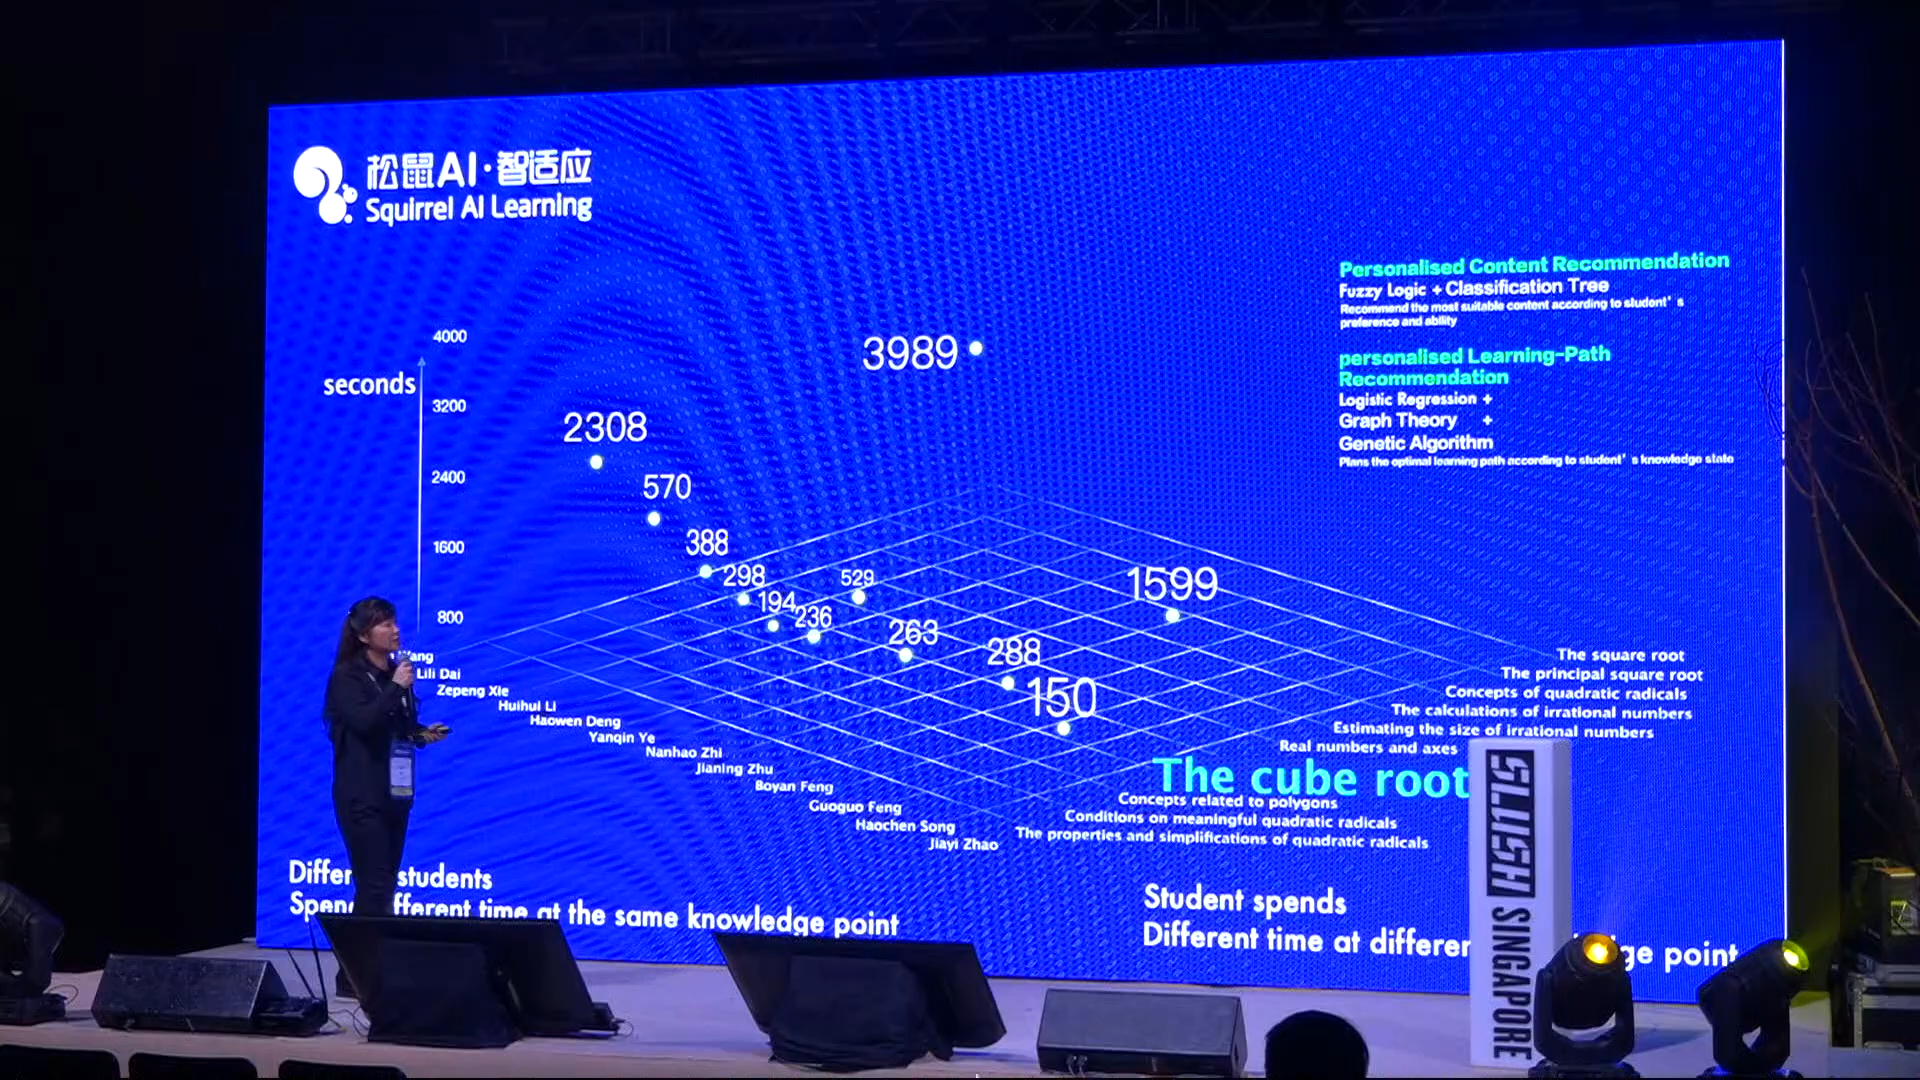 松鼠AI·智适应
Squirrel AI Learning
Personalised Content Recommendation
Fuzzy Logic + Classification Tree
Recommend the most suitable content according to student's
preference and ability
personalised Learning-Path
Recommendation
Logistic Regression +
Graph Theory +
Genetic Algorithm
Plans the optimal learning path according to student's knowledge state
seconds
4000
3200
2400
1600
800
3989
2308
570
388
298
194
236
529
263
288
150
1599
Wang
Lili Dai
Zepeng Xie
Huihui Li
Haowen Deng
Yanqin Ye
Nanhao Zhi
Jianing Zhu
Boyan Feng
Guoguo Feng
Haochen Song
Jiayi Zhao
The square root
The principal square root
Concepts of quadratic radicals
The calculations of irrational numbers
Estimating the size of irrational numbers
Real numbers and axes
The cube root
Concepts related to polygons
Conditions on meaningful quadratic radicals
The properties and simplifications of quadratic radicals
students
time at the same knowledge point
Student spends
Different time at point
SLUSH SINGAPORE